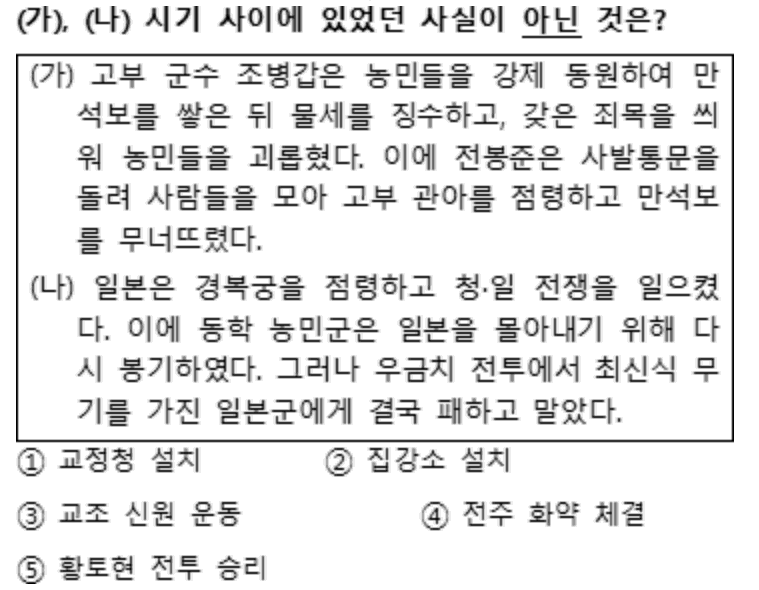 (가), (나) 시기 사이에 있었던 사실이 아닌 것은?
(가) 고부 군수 조병갑은 농민들을 강제 동원하여 만
석보를 쌓은 뒤 물세를 징수하고, 갖은 죄목을 씌
워 농민들을 괴롭혔다. 이에 전봉준은 사발통문을
돌려 사람들을 모아 고부 관아를 점령하고 만석보
를 무너뜨렸다.
(나) 일본은 경복궁을 점령하고 청·일 전쟁을 일으켰
다. 이에 동학 농민군은 일본을 몰아내기 위해 다
시 봉기하였다. 그러나 우금치 전투에서 최신식 무
기를 가진 일본군에게 결국 패하고 말았다.
① 교정청 설치 ② 집강소 설치
③ 교조 신원 운동 ④ 전주 화약 체결
⑤ 황토현 전투 승리